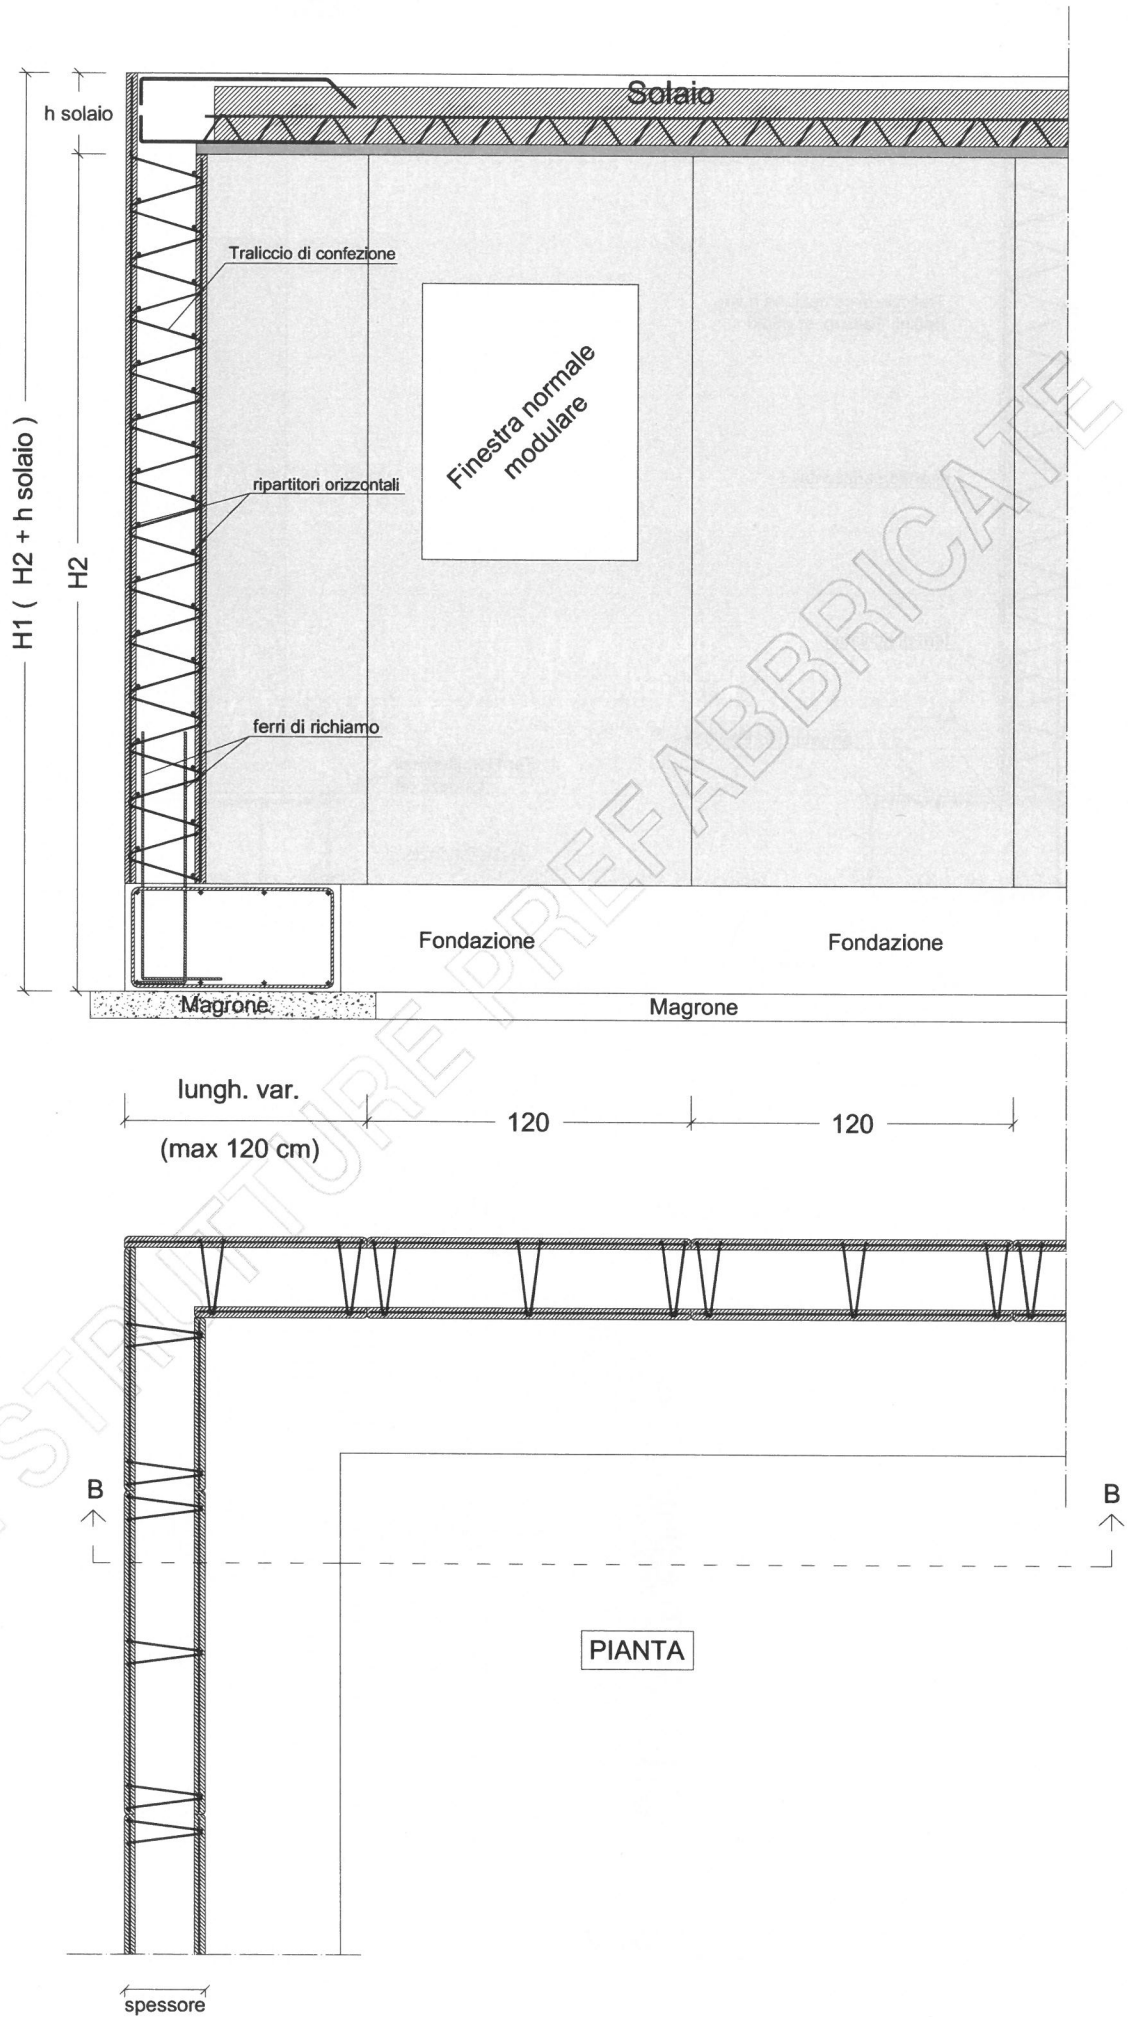 Solaio
h solaio
Traliccio di confezione
Finestra normale
modulare
H1 ( H2 + h solaio )
H2
ripartitori orizzontali
ferri di richiamo
Fondazione
Fondazione
Magrone
Magrone
lungh. var.
(max 120 cm)
120
120
STRUTTURE PREFABBRICATE
B
B
PIANTA
spessore